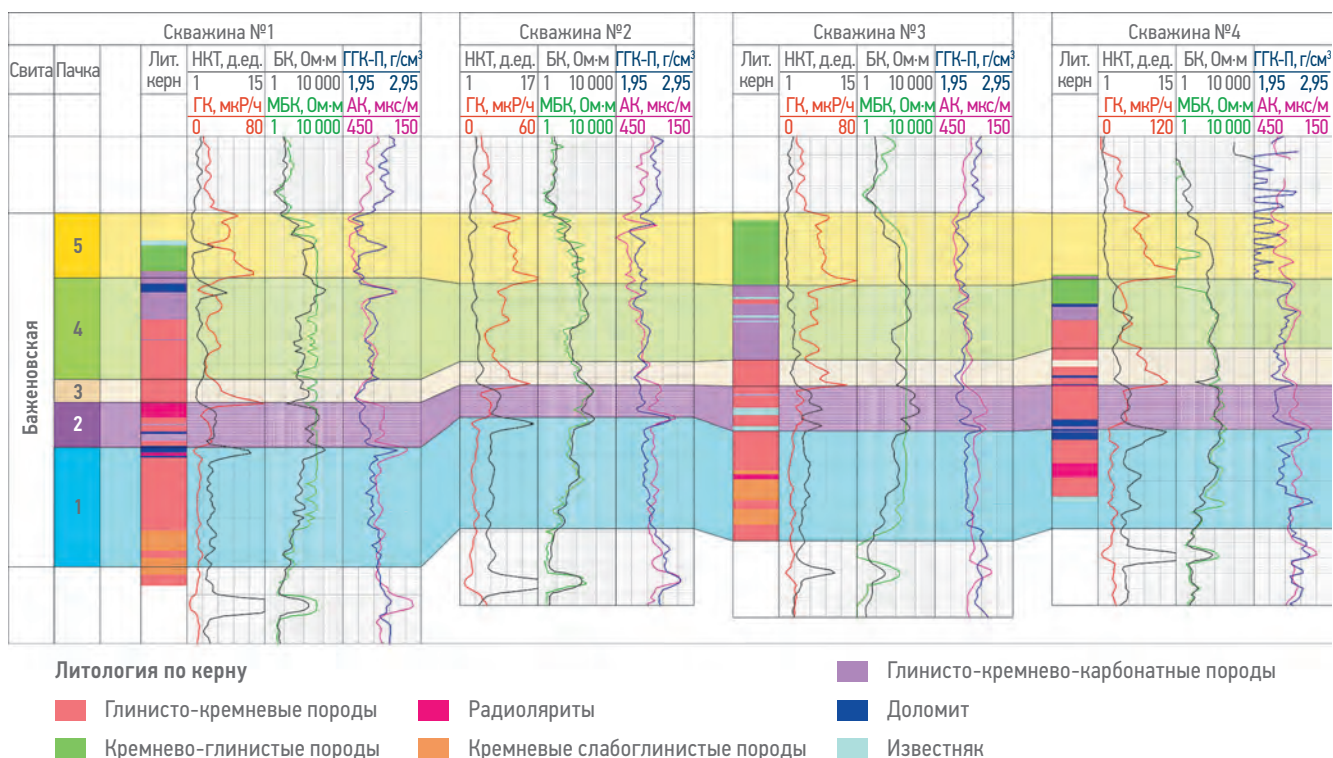 Скважина №1
Скважина №2
Скважина №3
Скважина №4
Свита
Пачка
Лит. керн
НКТ, д.ед.
БК, Ом·м
ГГК-П, г/см³
1 15
1 10 000
1,95 2,95
ГК, мкР/ч
МБК, Ом·м
АК, мкс/м
0 80
1 10 000
450 150
НКТ, д.ед.
БК, Ом·м
ГГК-П, г/см³
1 17
1 10 000
1,95 2,95
ГК, мкР/ч
МБК, Ом·м
АК, мкс/м
0 60
1 10 000
450 150
Лит. керн
НКТ, д.ед.
БК, Ом·м
ГГК-П, г/см³
1 15
1 10 000
1,95 2,95
ГК, мкР/ч
МБК, Ом·м
АК, мкс/м
0 80
1 10 000
450 150
Лит. керн
НКТ, д.ед.
БК, Ом·м
ГГК-П, г/см³
1 15
1 10 000
1,95 2,95
ГК, мкР/ч
МБК, Ом·м
АК, мкс/м
0 120
1 10 000
450 150
Баженовская
5
4
3
2
1
Литология по керну
Глинисто-кремневые породы
Кремнево-глинистые породы
Радиоляриты
Кремневые слабоглинистые породы
Глинисто-кремнево-карбонатные породы
Доломит
Известняк